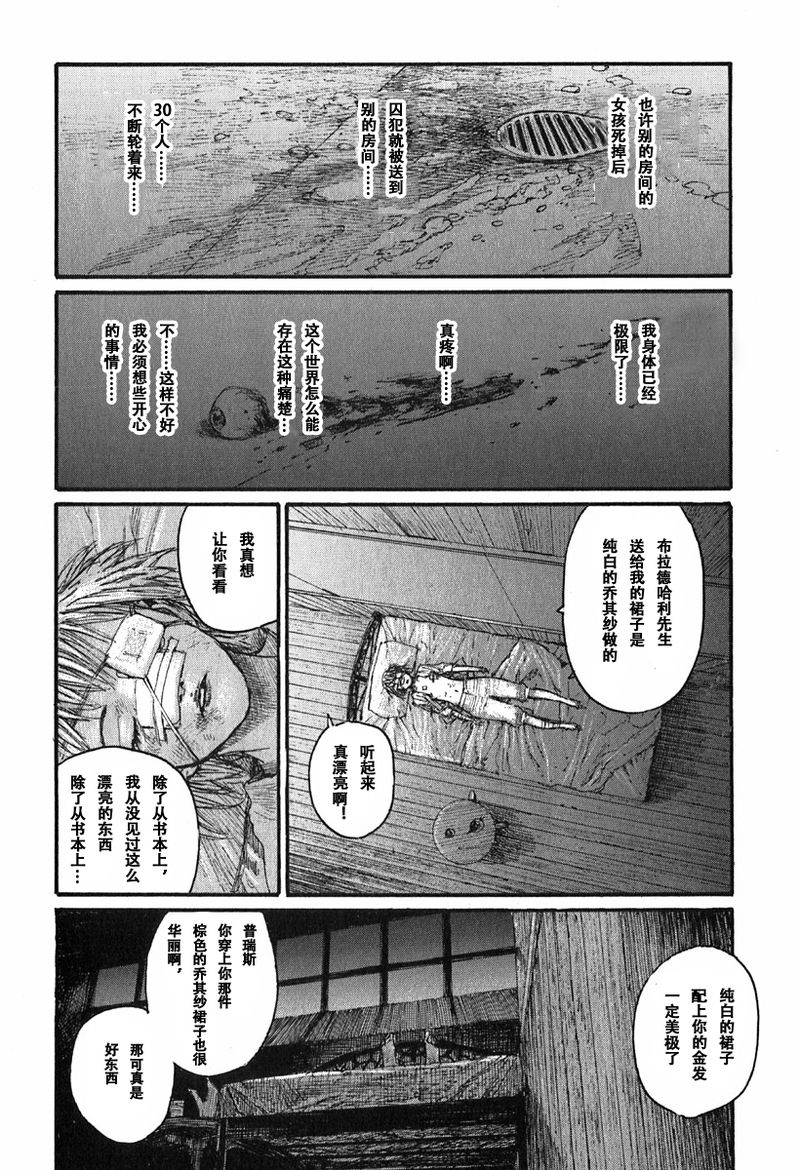 也许别的房间的
女孩死掉后
囚犯就被送到
别的房间……
30个人……
不断轮着来……
我身体已经
极限了……
真疼啊……
这个世界怎么能
存在这种痛楚…
不……这样不好
我必须想些开心
的事情……
布拉德哈利先生
送给我的裙子是
纯白的乔其纱做的
听起来
真漂亮啊！
我真想
让你看看
除了从书本上，
我从没见过这么
漂亮的东西
除了从书本上…
纯白的裙子
配上你的金发
一定美极了
普瑞斯
你穿上你那件
棕色的乔其纱裙子也很
华丽啊，
那可真是
好东西